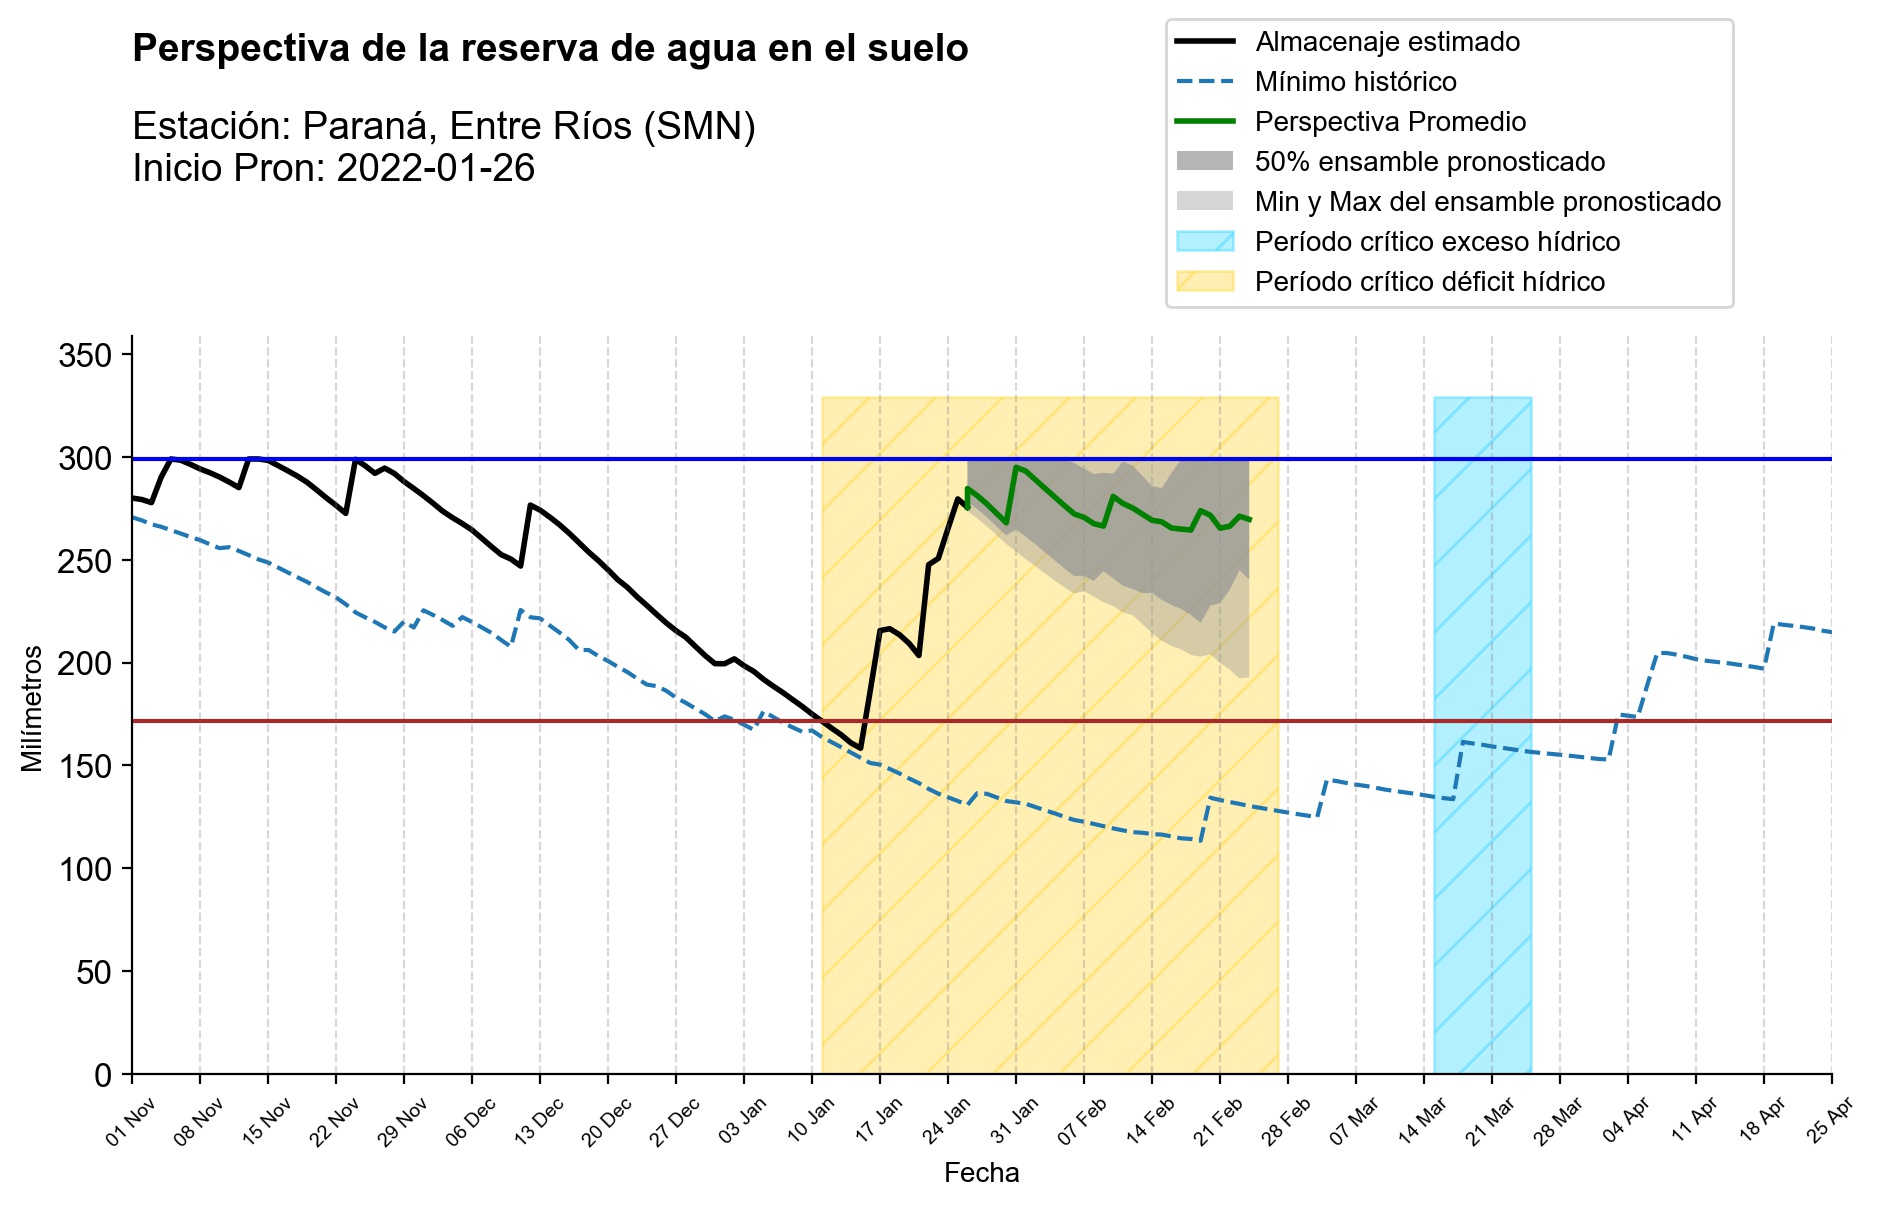 Perspectiva de la reserva de agua en el suelo
Estación: Paraná, Entre Ríos (SMN)
Inicio Pron: 2022-01-26
Almacenaje estimado
Mínimo histórico
Perspectiva Promedio
50% ensamble pronosticado
Min y Max del ensamble pronosticado
Período crítico exceso hídrico
Período crítico déficit hídrico
350
300
250
200
150
100
50
0
Milímetros
01 Nov
08 Nov
15 Nov
22 Nov
29 Nov
06 Dec
13 Dec
20 Dec
27 Dec
03 Jan
10 Jan
17 Jan
24 Jan
31 Jan
07 Feb
14 Feb
21 Feb
28 Feb
07 Mar
14 Mar
21 Mar
28 Mar
04 Apr
11 Apr
18 Apr
25 Apr
Fecha